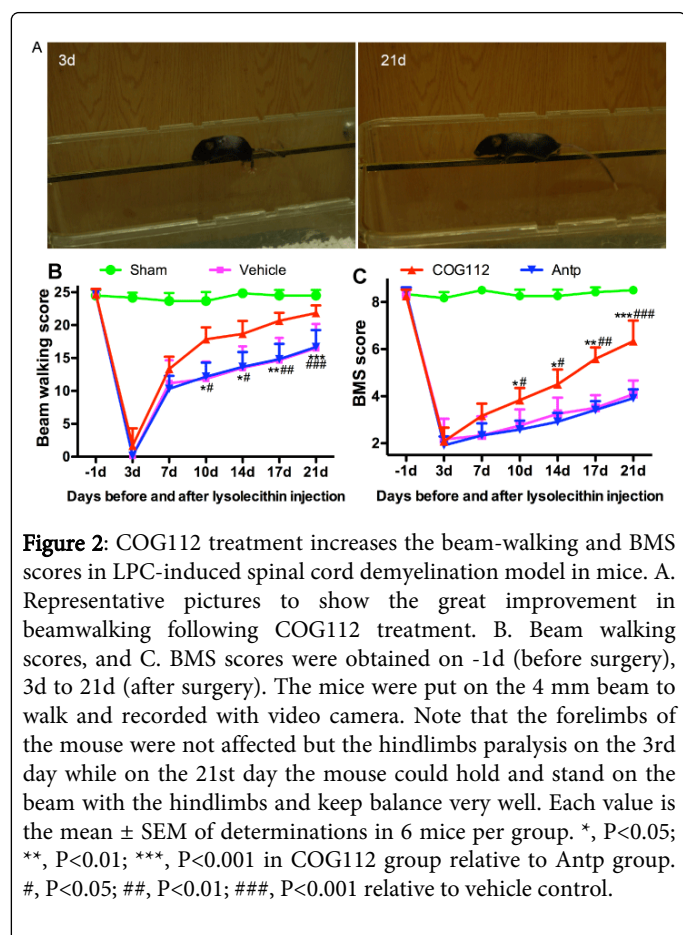 A
3d
21d
B
Sham
Vehicle
C
COG112
Antp
Beam walking score
25
20
15
10
5
0
*#
*#
**##
***
###
-1d 3d 7d 10d 14d 17d 21d
Days before and after lysolecithin injection
BMS score
8
6
4
2
*#
*#
**##
***###
-1d 3d 7d 10d 14d 17d 21d
Days before and after lysolecithin injection
Figure 2: COG112 treatment increases the beam-walking and BMS
scores in LPC-induced spinal cord demyelination model in mice. A.
Representative pictures to show the great improvement in
beamwalking following COG112 treatment. B. Beam walking
scores, and C. BMS scores were obtained on -1d (before surgery),
3d to 21d (after surgery). The mice were put on the 4 mm beam to
walk and recorded with video camera. Note that the forelimbs of
the mouse were not affected but the hindlimbs paralysis on the 3rd
day while on the 21st day the mouse could hold and stand on the
beam with the hindlimbs and keep balance very well. Each value is
the mean ± SEM of determinations in 6 mice per group. *, P<0.05;
**, P<0.01; ***, P<0.001 in COG112 group relative to Antp group.
#, P<0.05; ##, P<0.01; ###, P<0.001 relative to vehicle control.